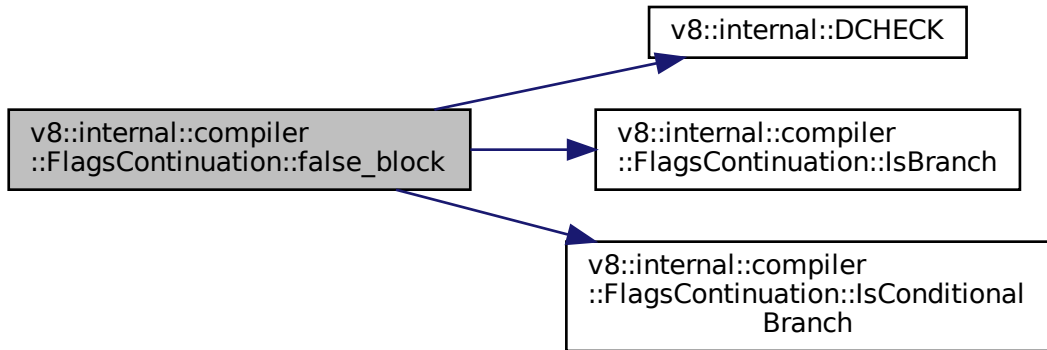 v8::internal::DCHECK
v8::internal::compiler
::FlagsContinuation::false_block
v8::internal::compiler
::FlagsContinuation::IsBranch
v8::internal::compiler
::FlagsContinuation::IsConditional
Branch